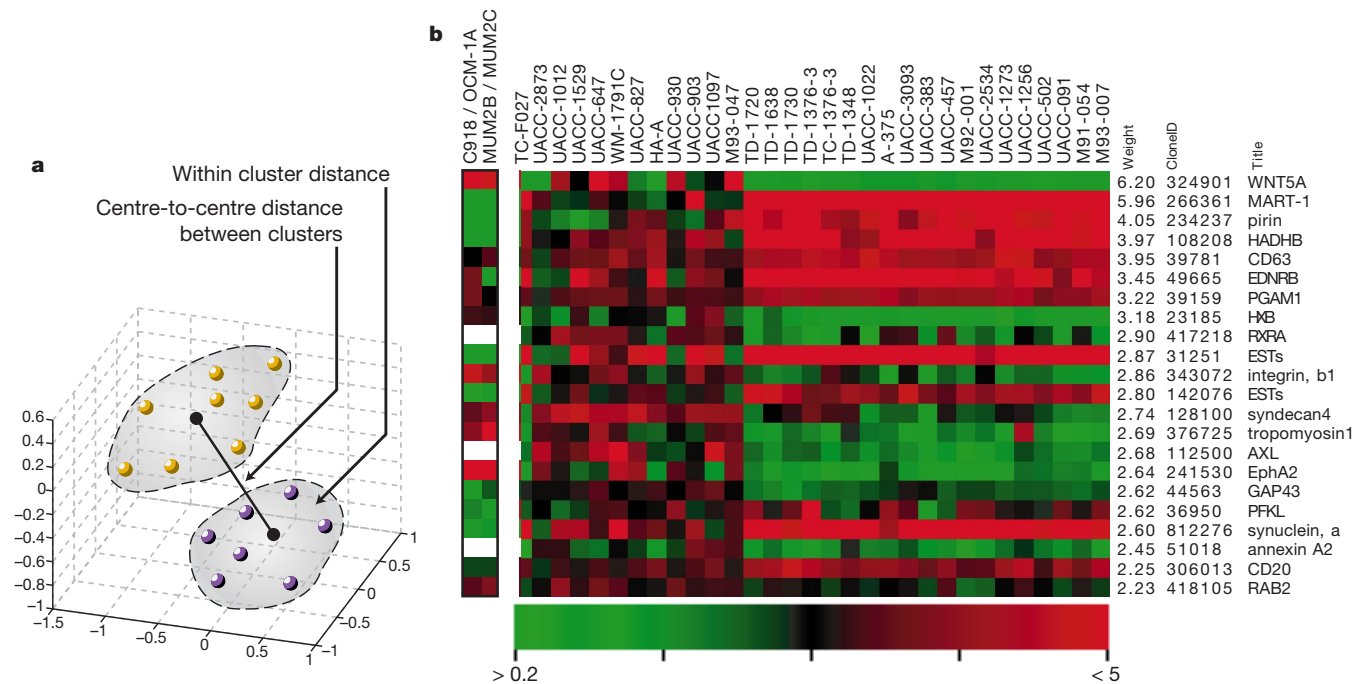 a
Within cluster distance
Centre-to-centre distance
between clusters
0.6
0.4
0.2
0
−0.2
−0.4
−0.6
−0.8
−1
−1.5
−1
−0.5
0
0.5
1
−1
−0.5
0
0.5
1
b
C918 / OCM-1A
MUM2B / MUM2C
TC-F027
UACC-2873
UACC-1012
UACC-1529
UACC-647
WM-1791C
UACC-827
HA-A
UACC-930
UACC-903
UACC1097
M93-047
TD-1720
TD-1638
TD-1730
TD-1376-3
TC-1376-3
TD-1348
UACC-1022
A-375
UACC-3093
UACC-383
UACC-457
M92-001
UACC-2534
UACC-1273
UACC-1256
UACC-502
UACC-091
M91-054
M93-007
Weight CloneID Title
6.20 324901 WNT5A
5.96 266361 MART-1
4.05 234237 pirin
3.97 108208 HADHB
3.95 39781 CD63
3.45 49665 EDNRB
3.22 39159 PGAM1
3.18 23185 HXB
2.90 417218 RXRA
2.87 31251 ESTs
2.86 343072 integrin, b1
2.80 142076 ESTs
2.74 128100 syndecan4
2.69 376725 tropomyosin1
2.68 112500 AXL
2.64 241530 EphA2
2.62 44563 GAP43
2.62 36950 PFKL
2.60 812276 synuclein, a
2.45 51018 annexin A2
2.25 306013 CD20
2.23 418105 RAB2
> 0.2
< 5